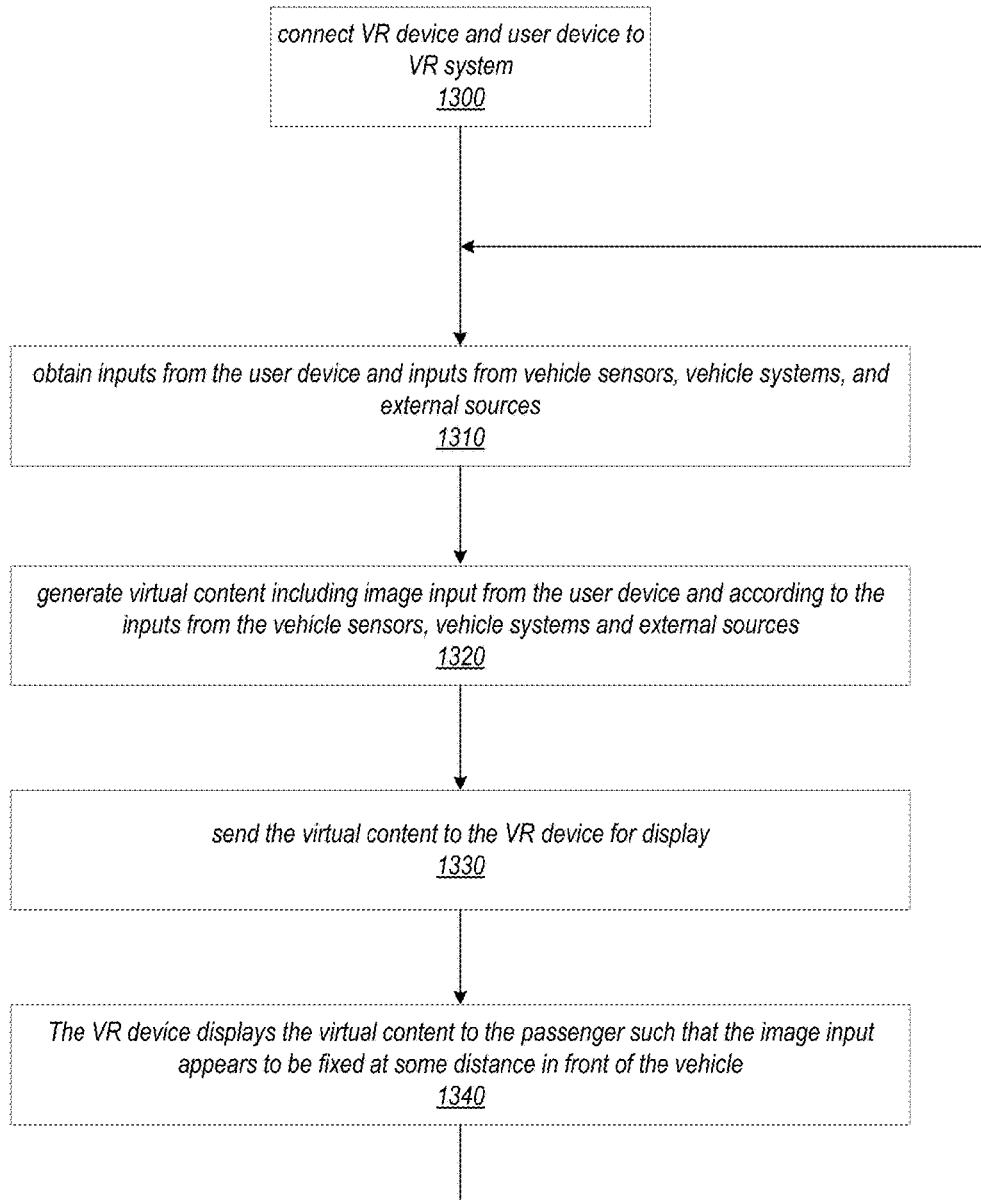 connect VR device and user device to
VR system
1300
obtain inputs from the user device and inputs from vehicle sensors, vehicle systems, and
external sources
1310
generate virtual content including image input from the user device and according to the
inputs from the vehicle sensors, vehicle systems and external sources
1320
send the virtual content to the VR device for display
1330
The VR device displays the virtual content to the passenger such that the image input
appears to be fixed at some distance in front of the vehicle
1340